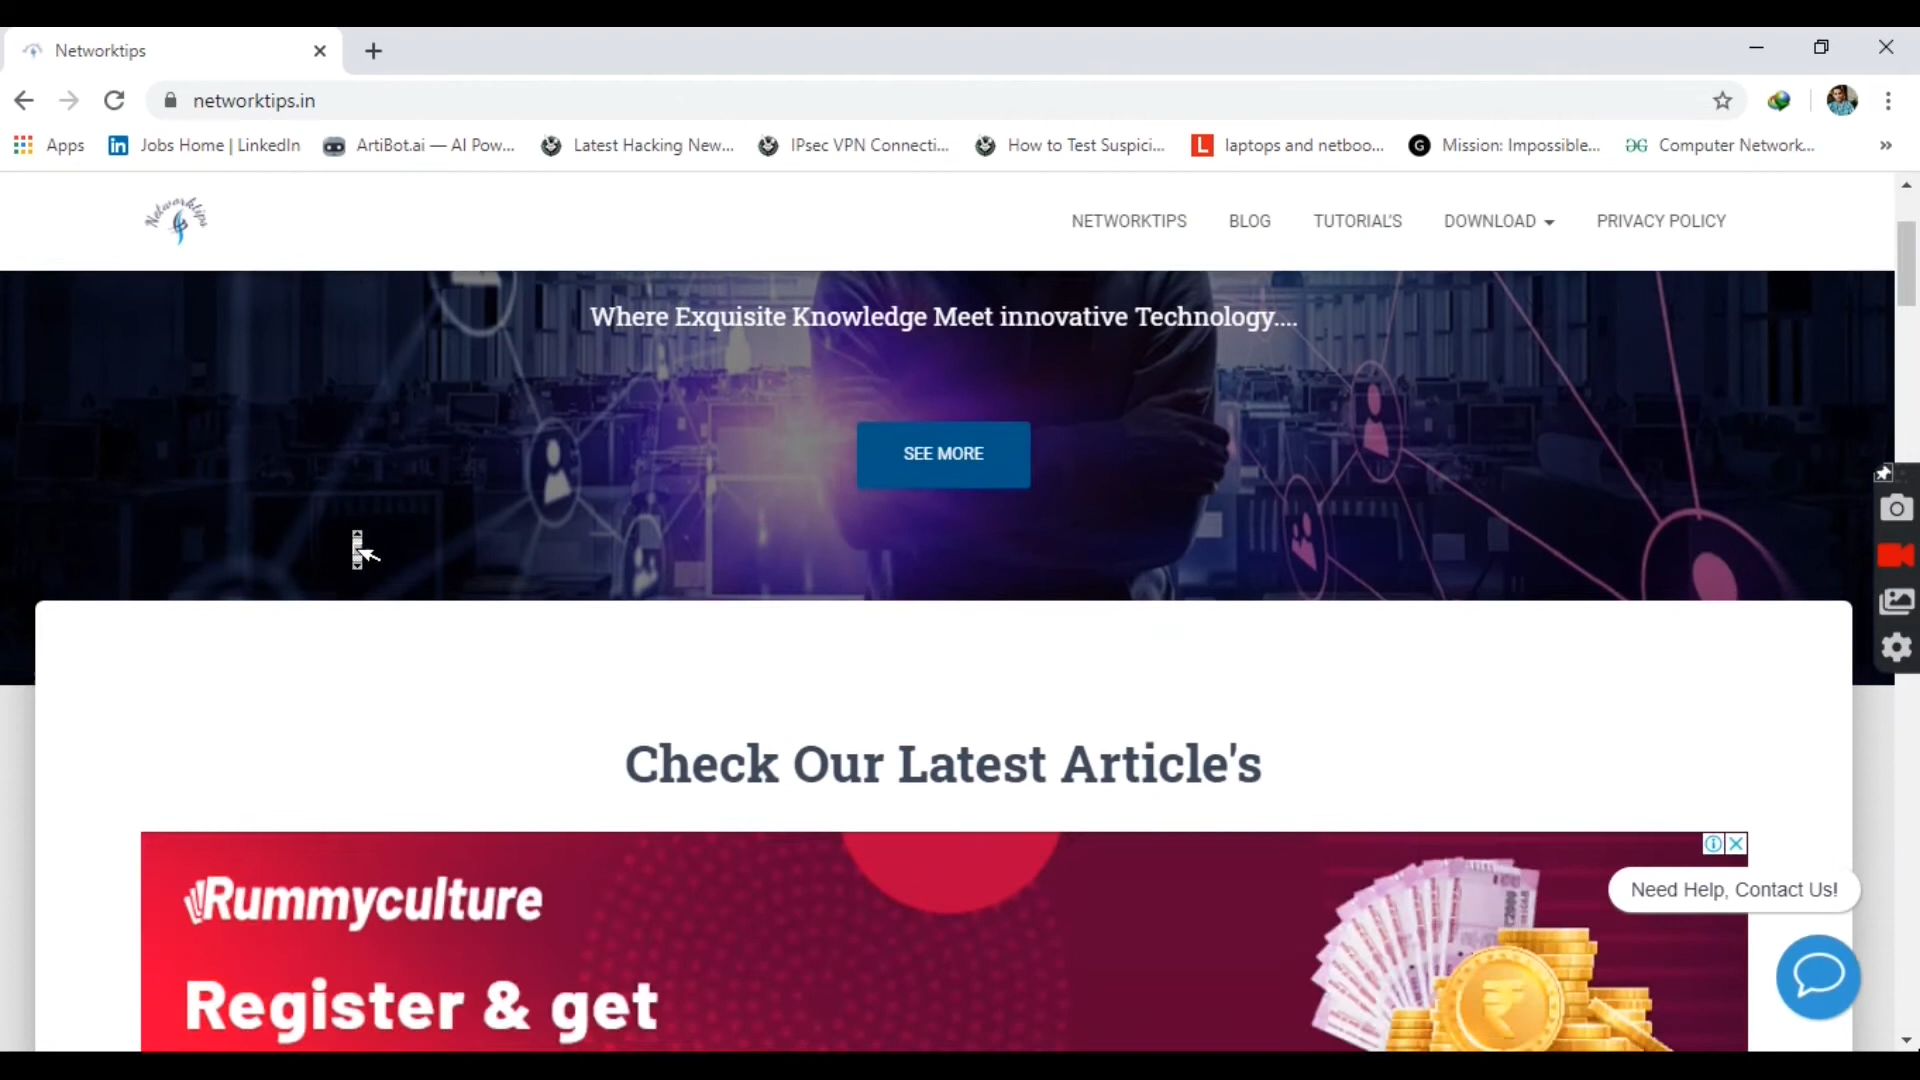 Networktips
networktips.in
Apps
Jobs Home | LinkedIn
ArtiBot.ai — AI Pow...
Latest Hacking New...
IPsec VPN Connecti...
How to Test Suspici...
laptops and netboo...
Mission: Impossible...
Computer Network...
Networktips
NETWORKTIPS
BLOG
TUTORIAL'S
DOWNLOAD
PRIVACY POLICY
Where Exquisite Knowledge Meet innovative Technology....
SEE MORE
Check Our Latest Article's
Rummyculture
Register & get
Need Help, Contact Us!